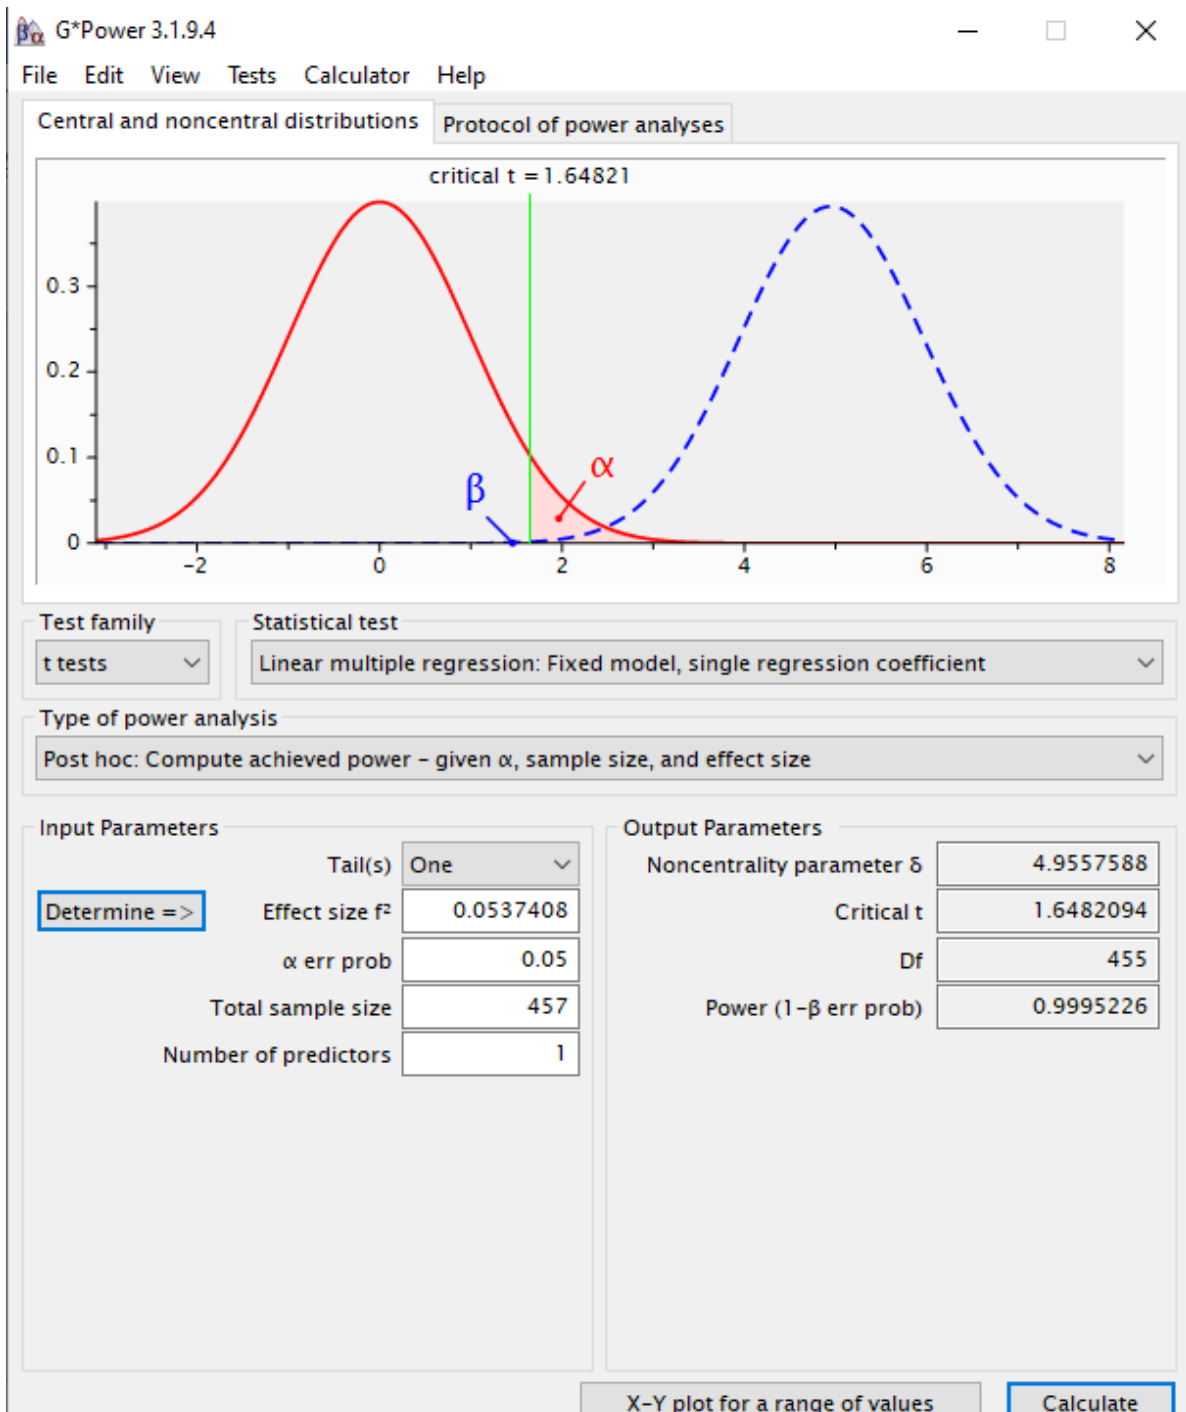 G*Power 3.1.9.4
File Edit View Tests Calculator Help
Central and noncentral distributions Protocol of power analyses
critical t = 1.64821
0.3
0.2
0.1
0
β
α
-2 0 2 4 6 8
Test family Statistical test
t tests Linear multiple regression: Fixed model, single regression coefficient
Type of power analysis
Post hoc: Compute achieved power - given α, sample size, and effect size
Input Parameters
Tail(s) One
Determine => Effect size f² 0.0537408
α err prob 0.05
Total sample size 457
Number of predictors 1
Output Parameters
Noncentrality parameter δ 4.9557588
Critical t 1.6482094
Df 455
Power (1-β err prob) 0.9995226
X-Y plot for a range of values Calculate